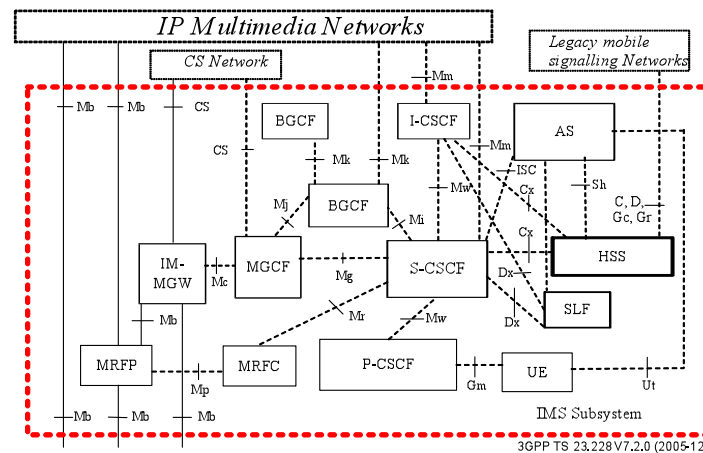 IP Multimedia Networks
CS Network
Legacy mobile
signalling Networks
Mm
Mb
Mb
CS
BGCF
I-CSCF
AS
CS
Mk
Mk
Mm
ISC
Mw
Cx
Sh
C, D,
Gc, Gr
BGCF
Mj
Mi
Cx
IM-
MGW
Mc
MGCF
Mg
S-CSCF
HSS
Dx
SLF
Mb
Mr
Mw
Dx
MRFP
Mp
MRFC
P-CSCF
Gm
UE
Ut
Mb
Mb
Mb
IMS Subsystem
3GPP TS 23.228 V7.2.0 (2005-12